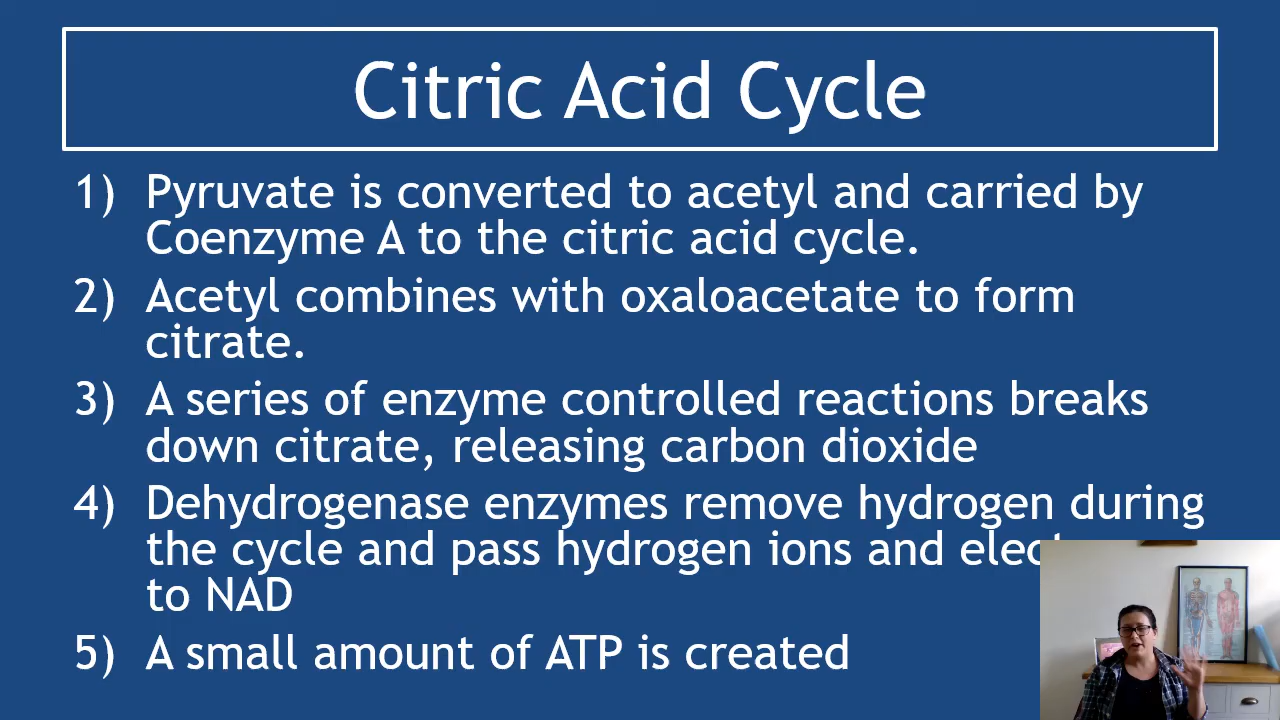 Citric Acid Cycle
1) Pyruvate is converted to acetyl and carried by
Coenzyme A to the citric acid cycle.
2) Acetyl combines with oxaloacetate to form
citrate.
3) A series of enzyme controlled reactions breaks
down citrate, releasing carbon dioxide
4) Dehydrogenase enzymes remove hydrogen during
the cycle and pass hydrogen ions and
to NAD
5) A small amount of ATP is created